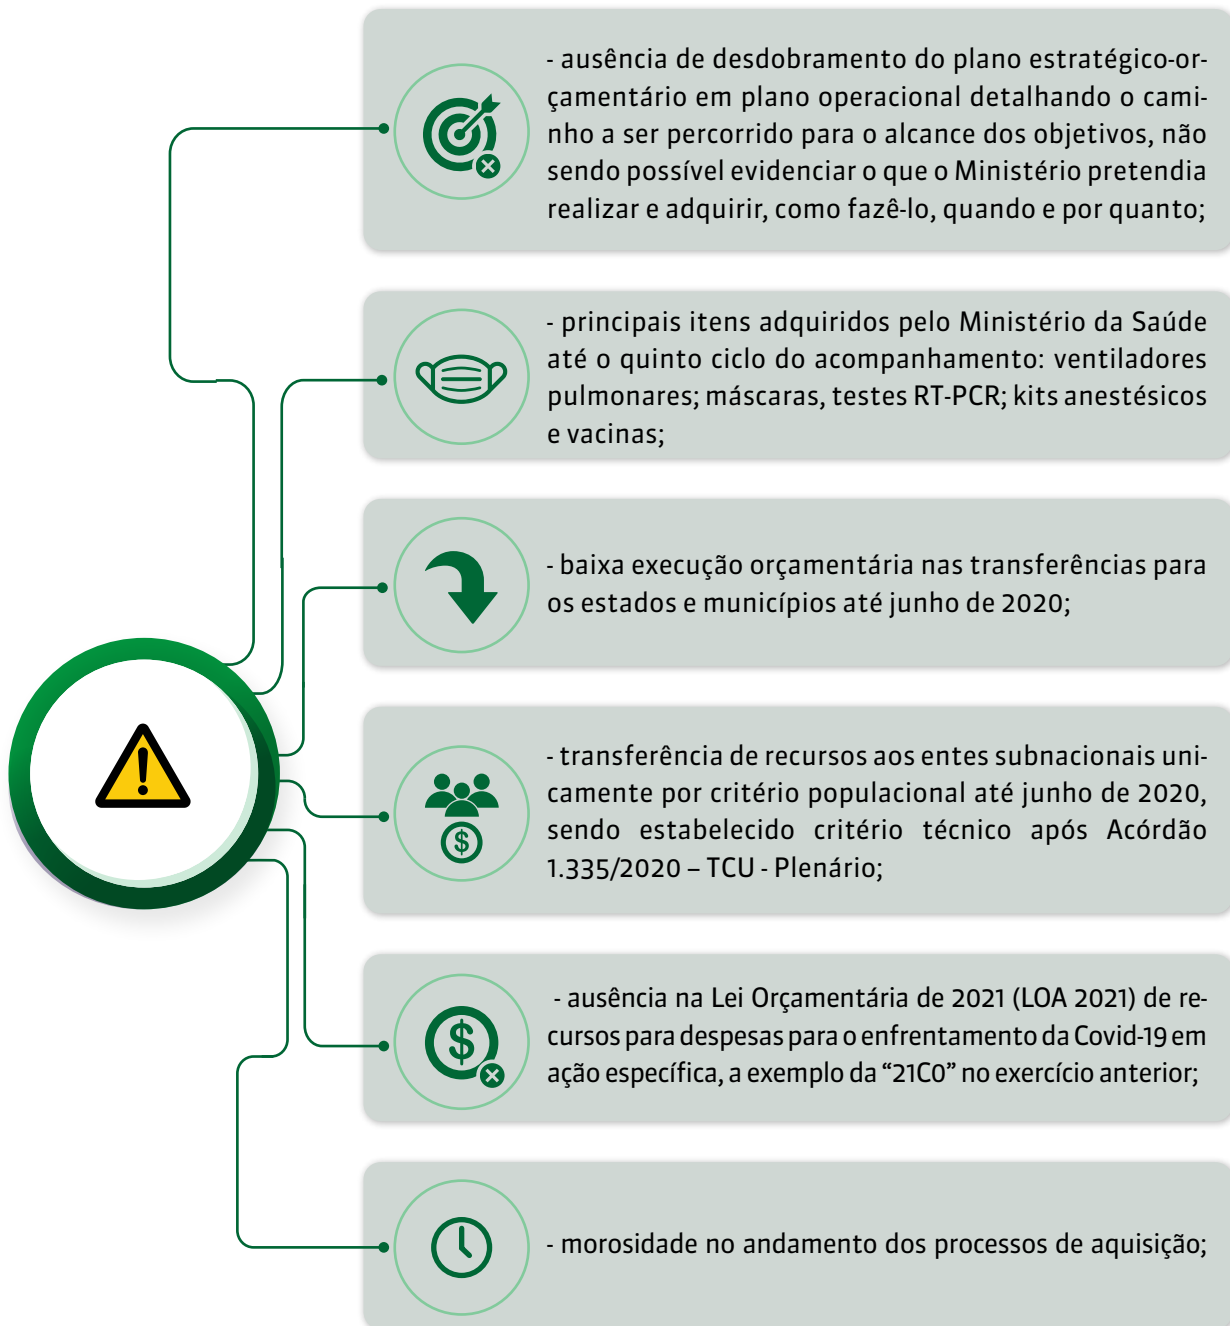 - ausência de desdobramento do plano estratégico-or-
çamentário em plano operacional detalhando o cami-
nho a ser percorrido para o alcance dos objetivos, não
sendo possível evidenciar o que o Ministério pretendia
realizar e adquirir, como fazê-lo, quando e por quanto;
- principais itens adquiridos pelo Ministério da Saúde
até o quinto ciclo do acompanhamento: ventiladores
pulmonares; máscaras, testes RT-PCR; kits anestésicos
e vacinas;
- baixa execução orçamentária nas transferências para
os estados e municípios até junho de 2020;
- transferência de recursos aos entes subnacionais uni-
camente por critério populacional até junho de 2020,
sendo estabelecido critério técnico após Acórdão
1.335/2020 – TCU - Plenário;
- ausência na Lei Orçamentária de 2021 (LOA 2021) de re-
cursos para despesas para o enfrentamento da Covid-19 em
ação específica, a exemplo da “21C0” no exercício anterior;
- morosidade no andamento dos processos de aquisição;